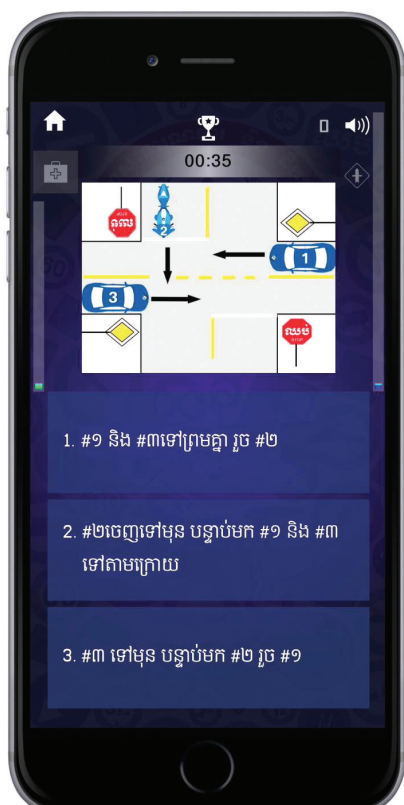 00:35
ឈប់
2
1
3
ឈប់
1. #១ និង #៣ទៅព្រមគ្នា រួច #២
2. #២ចេញទៅមុន បន្ទាប់មក #១ និង #៣
ទៅតាមក្រោយ
3. #៣ ទៅមុន បន្ទាប់មក #២ រួច #១